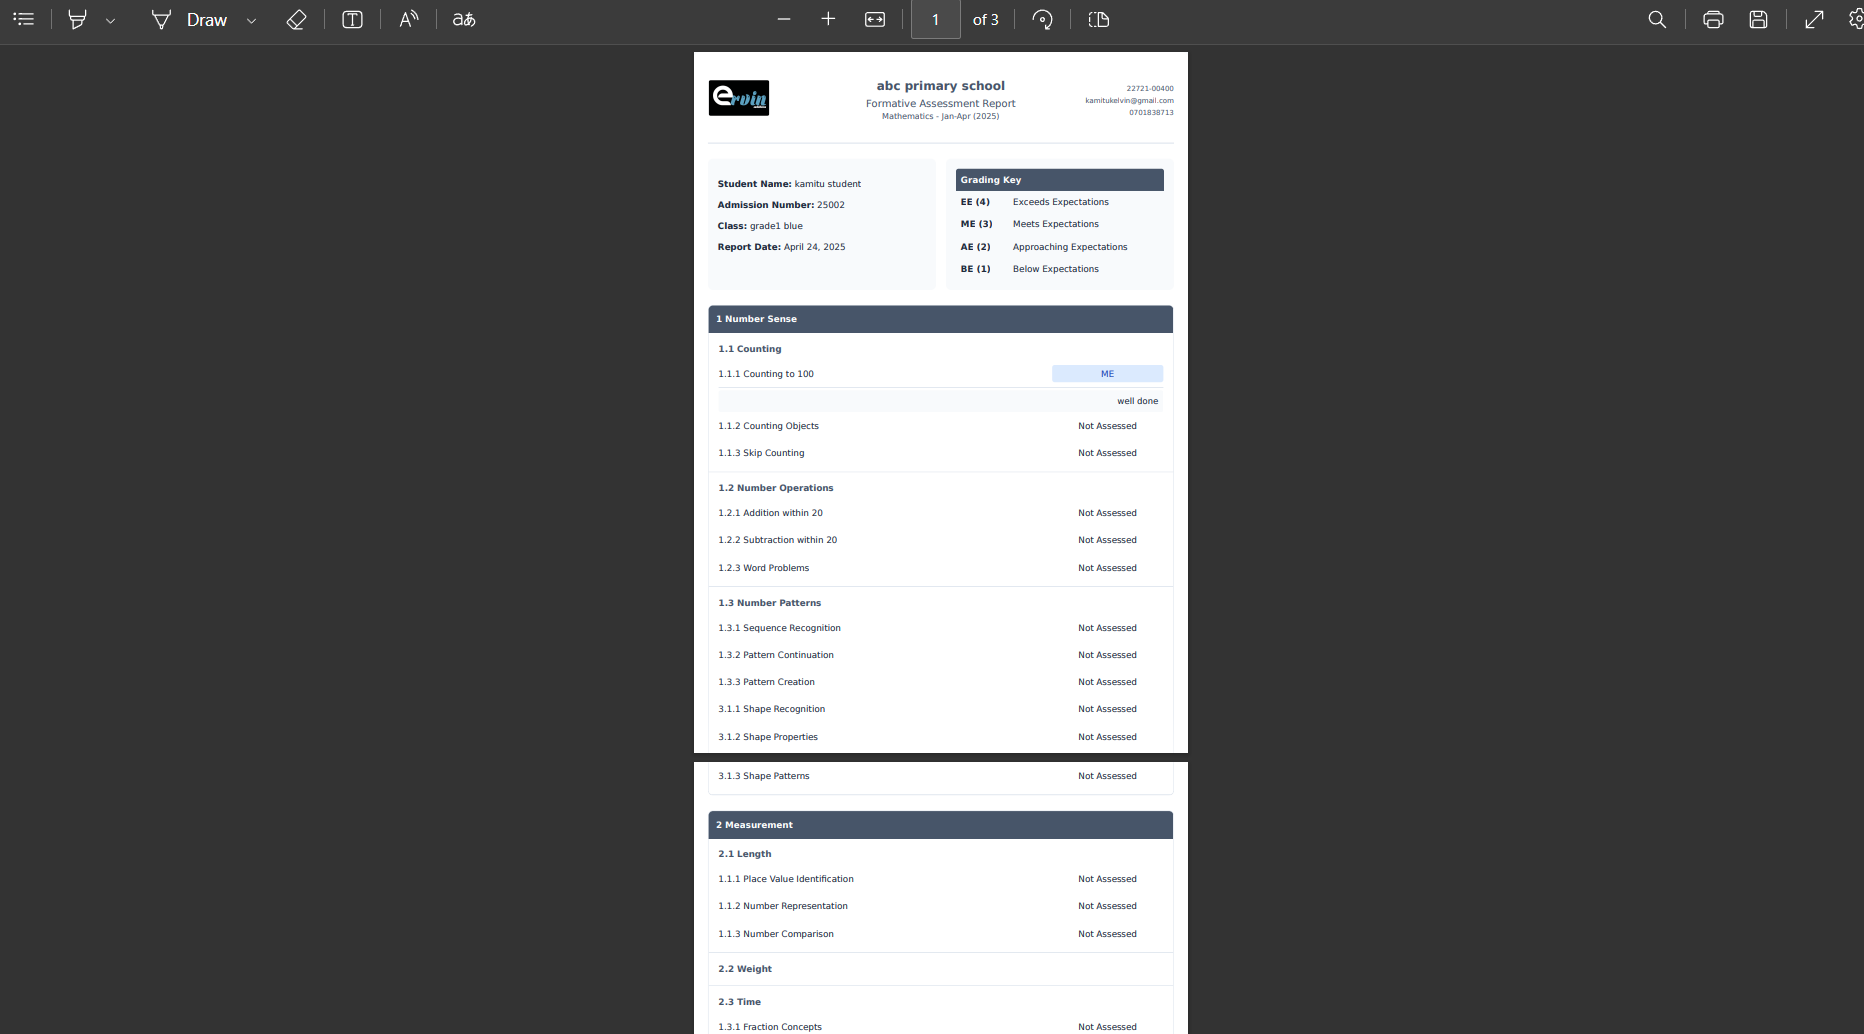 Draw
T
A
aあ
1
of 3
ervin
abc primary school
Formative Assessment Report
Mathematics - Jan-Apr (2025)
22721-00400
kamitukelvin@gmail.com
0701838713
Student Name: kamitu student
Admission Number: 25002
Class: grade1 blue
Report Date: April 24, 2025
Grading Key
EE (4) Exceeds Expectations
ME (3) Meets Expectations
AE (2) Approaching Expectations
BE (1) Below Expectations
1 Number Sense
1.1 Counting
1.1.1 Counting to 100 ME
well done
1.1.2 Counting Objects Not Assessed
1.1.3 Skip Counting Not Assessed
1.2 Number Operations
1.2.1 Addition within 20 Not Assessed
1.2.2 Subtraction within 20 Not Assessed
1.2.3 Word Problems Not Assessed
1.3 Number Patterns
1.3.1 Sequence Recognition Not Assessed
1.3.2 Pattern Continuation Not Assessed
1.3.3 Pattern Creation Not Assessed
3.1.1 Shape Recognition Not Assessed
3.1.2 Shape Properties Not Assessed
3.1.3 Shape Patterns Not Assessed
2 Measurement
2.1 Length
1.1.1 Place Value Identification Not Assessed
1.1.2 Number Representation Not Assessed
1.1.3 Number Comparison Not Assessed
2.2 Weight
2.3 Time
1.3.1 Fraction Concepts Not Assessed